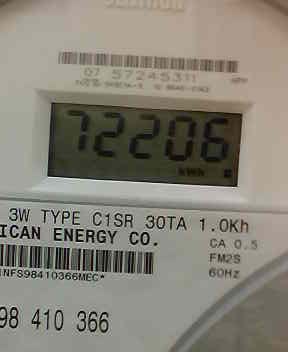 07 57245311
72206
kWh
3W TYPE C1SR 30TA 1.0Kh
ICAN ENERGY CO.
CA 0.5
FM2S
60Hz
1NFS98410366MEC*
98 410 366